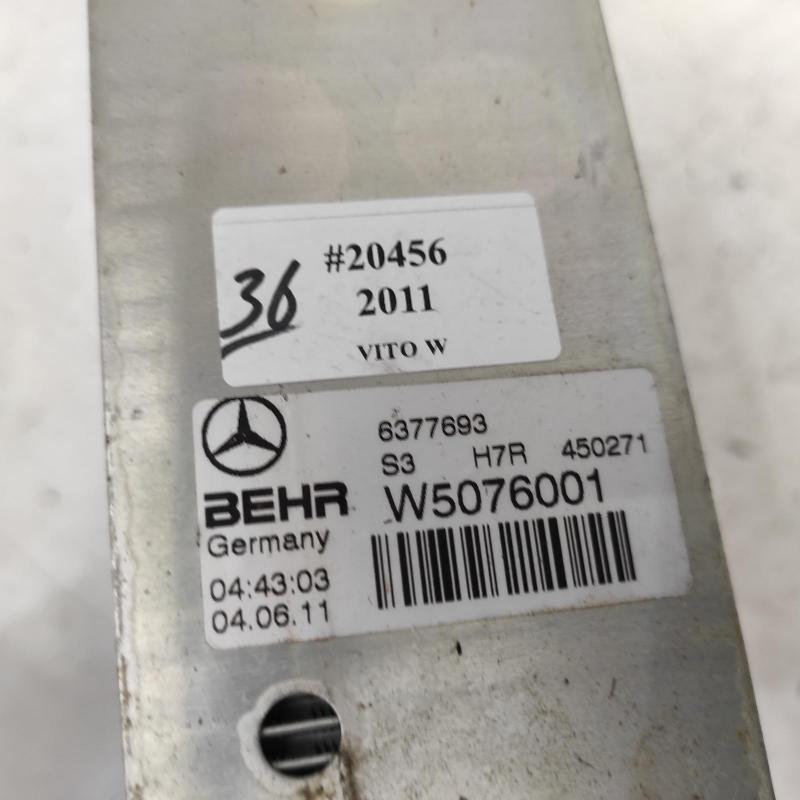 #20456
36
2011
VITO W
6377693
S3 H7R 450271
BEHR W5076001
Germany
04:43:03
04.06.11